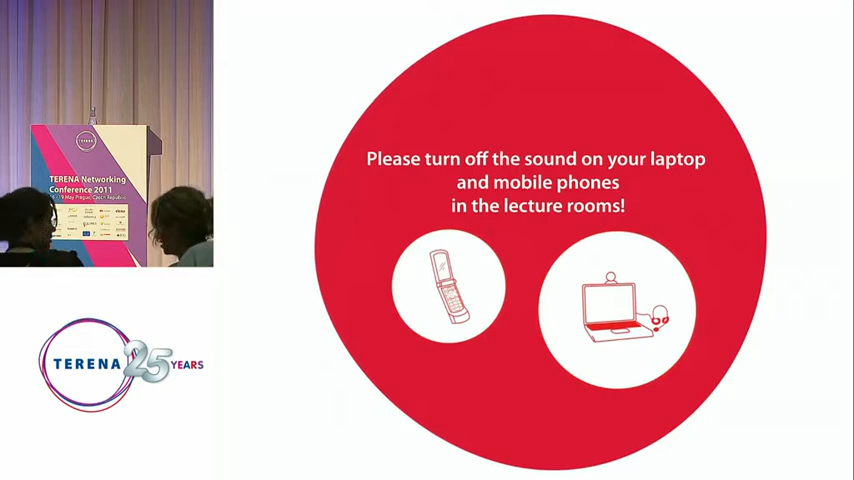 TERENA
TERENA Networking
Conference 2011
Please turn off the sound on your laptop
and mobile phones
in the lecture rooms!
TERENA 25 YEARS